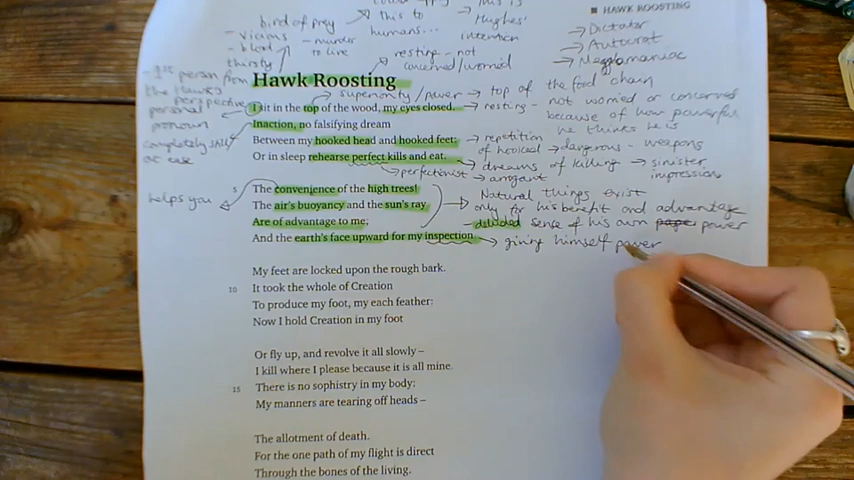 ■ HAWK ROOSTING
bird of prey
this to
This is
- vicious
humans...
Hughes'
→ Dictator
- blood
- murder
intention
→ Autocrat
thirsty
to live
resting - not
→ Megalomaniac
concerned/worried
- 1st person from
the Hawk's
perspective
Hawk Roosting
→ superiority/power → top of the food chain
personal
pronoun
I sit in the top of the wood, my eyes closed.
→ resting - not worried or concerned
because of how powerful
he thinks he is
Inaction, no falsifying dream
completely still
at ease
Between my hooked head and hooked feet:
→ repetition
of hooked → dangerous - weapons
Or in sleep rehearse perfect kills and eat.
→ dreams of killing → sinister
impression
→ perfectionist → arrogant
5 The convenience of the high trees!
Natural things exist
helps you
The air's buoyancy and the sun's ray
→ only for his benefit and advantage
Are of advantage to me;
- deluded sense of his own power
And the earth's face upward for my inspection
→ giving himself power
My feet are locked upon the rough bark.
10 It took the whole of Creation
To produce my foot, my each feather:
Now I hold Creation in my foot
Or fly up, and revolve it all slowly –
I kill where I please because it is all mine.
15 There is no sophistry in my body:
My manners are tearing off heads –
The allotment of death.
For the one path of my flight is direct
Through the bones of the living.